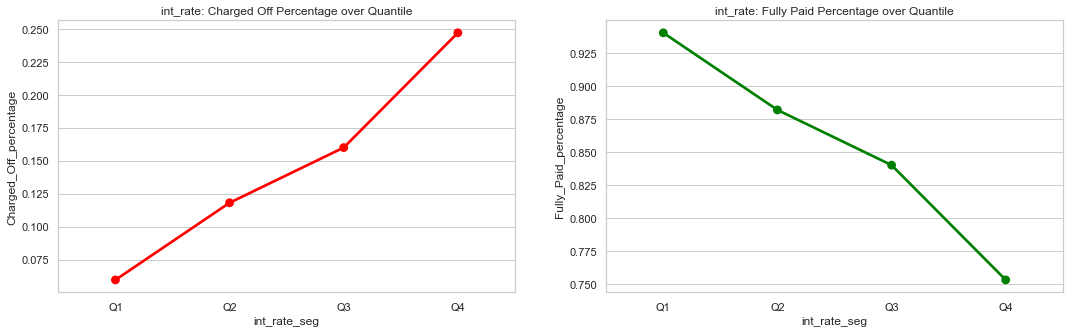 int_rate: Charged Off Percentage over Quantile
Charged_Off_percentage
0.250
0.225
0.200
0.175
0.150
0.125
0.100
0.075
Q1 Q2 Q3 Q4
int_rate_seg
int_rate: Fully Paid Percentage over Quantile
Fully_Paid_percentage
0.925
0.900
0.875
0.850
0.825
0.800
0.775
0.750
Q1 Q2 Q3 Q4
int_rate_seg